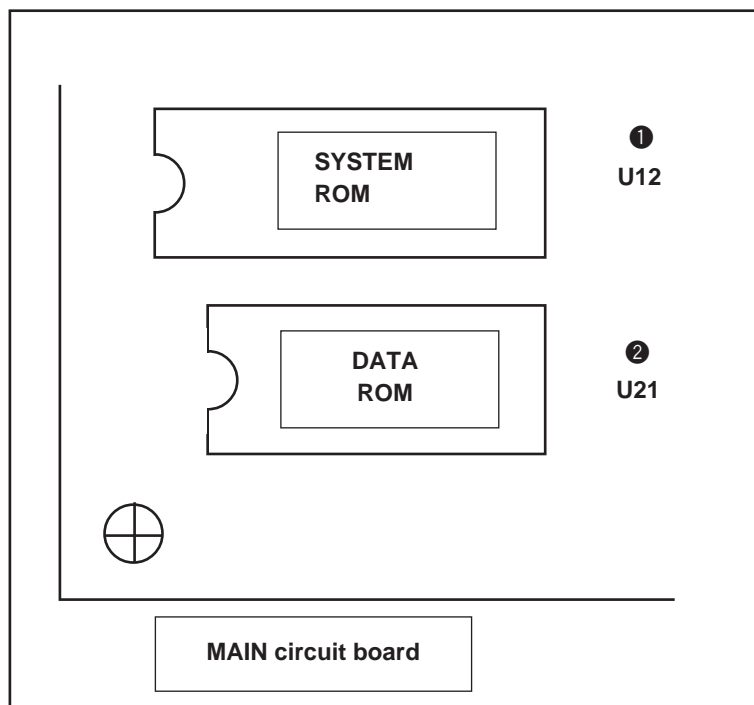 SYSTEM
ROM
❶
U12
DATA
ROM
❷
U21
MAIN circuit board